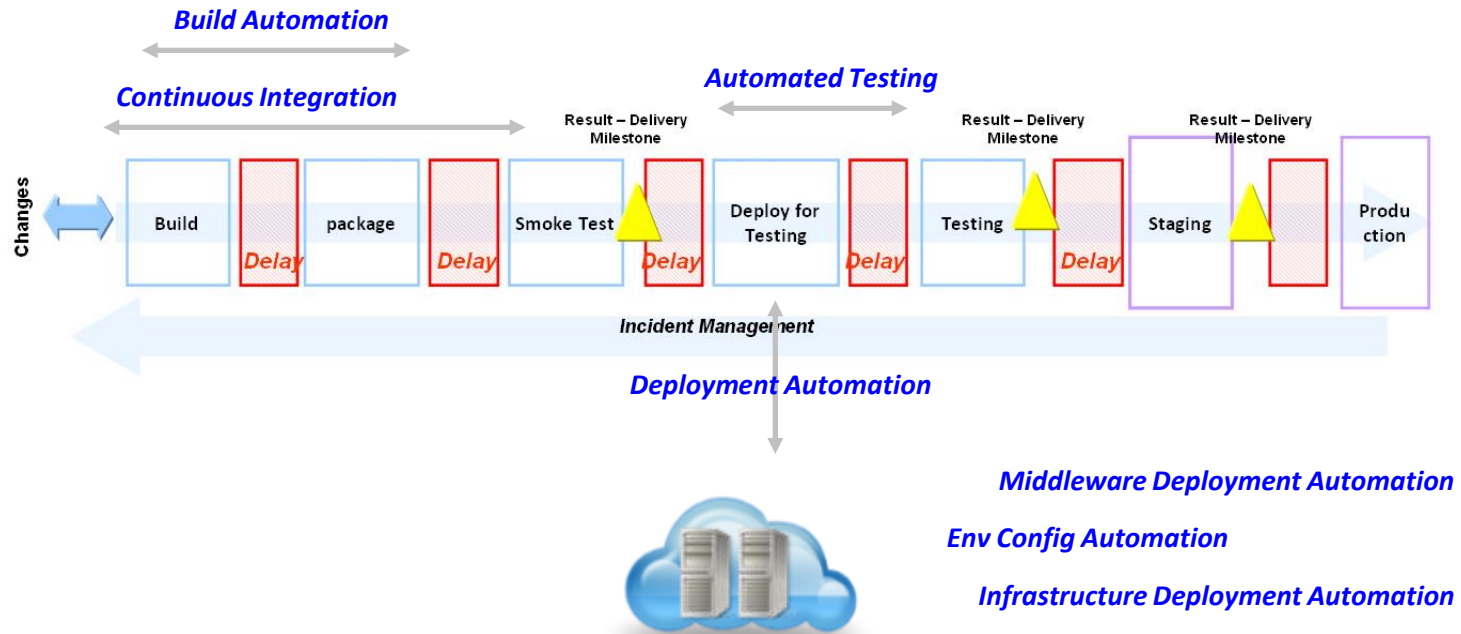 Build Automation
Continuous Integration
Automated Testing
Result – Delivery
Milestone
Result – Delivery
Milestone
Result – Delivery
Milestone
Changes
Build
Delay
package
Delay
Smoke Test
Delay
Deploy for
Testing
Delay
Testing
Delay
Staging
Produ
ction
Incident Management
Deployment Automation
Middleware Deployment Automation
Env Config Automation
Infrastructure Deployment Automation